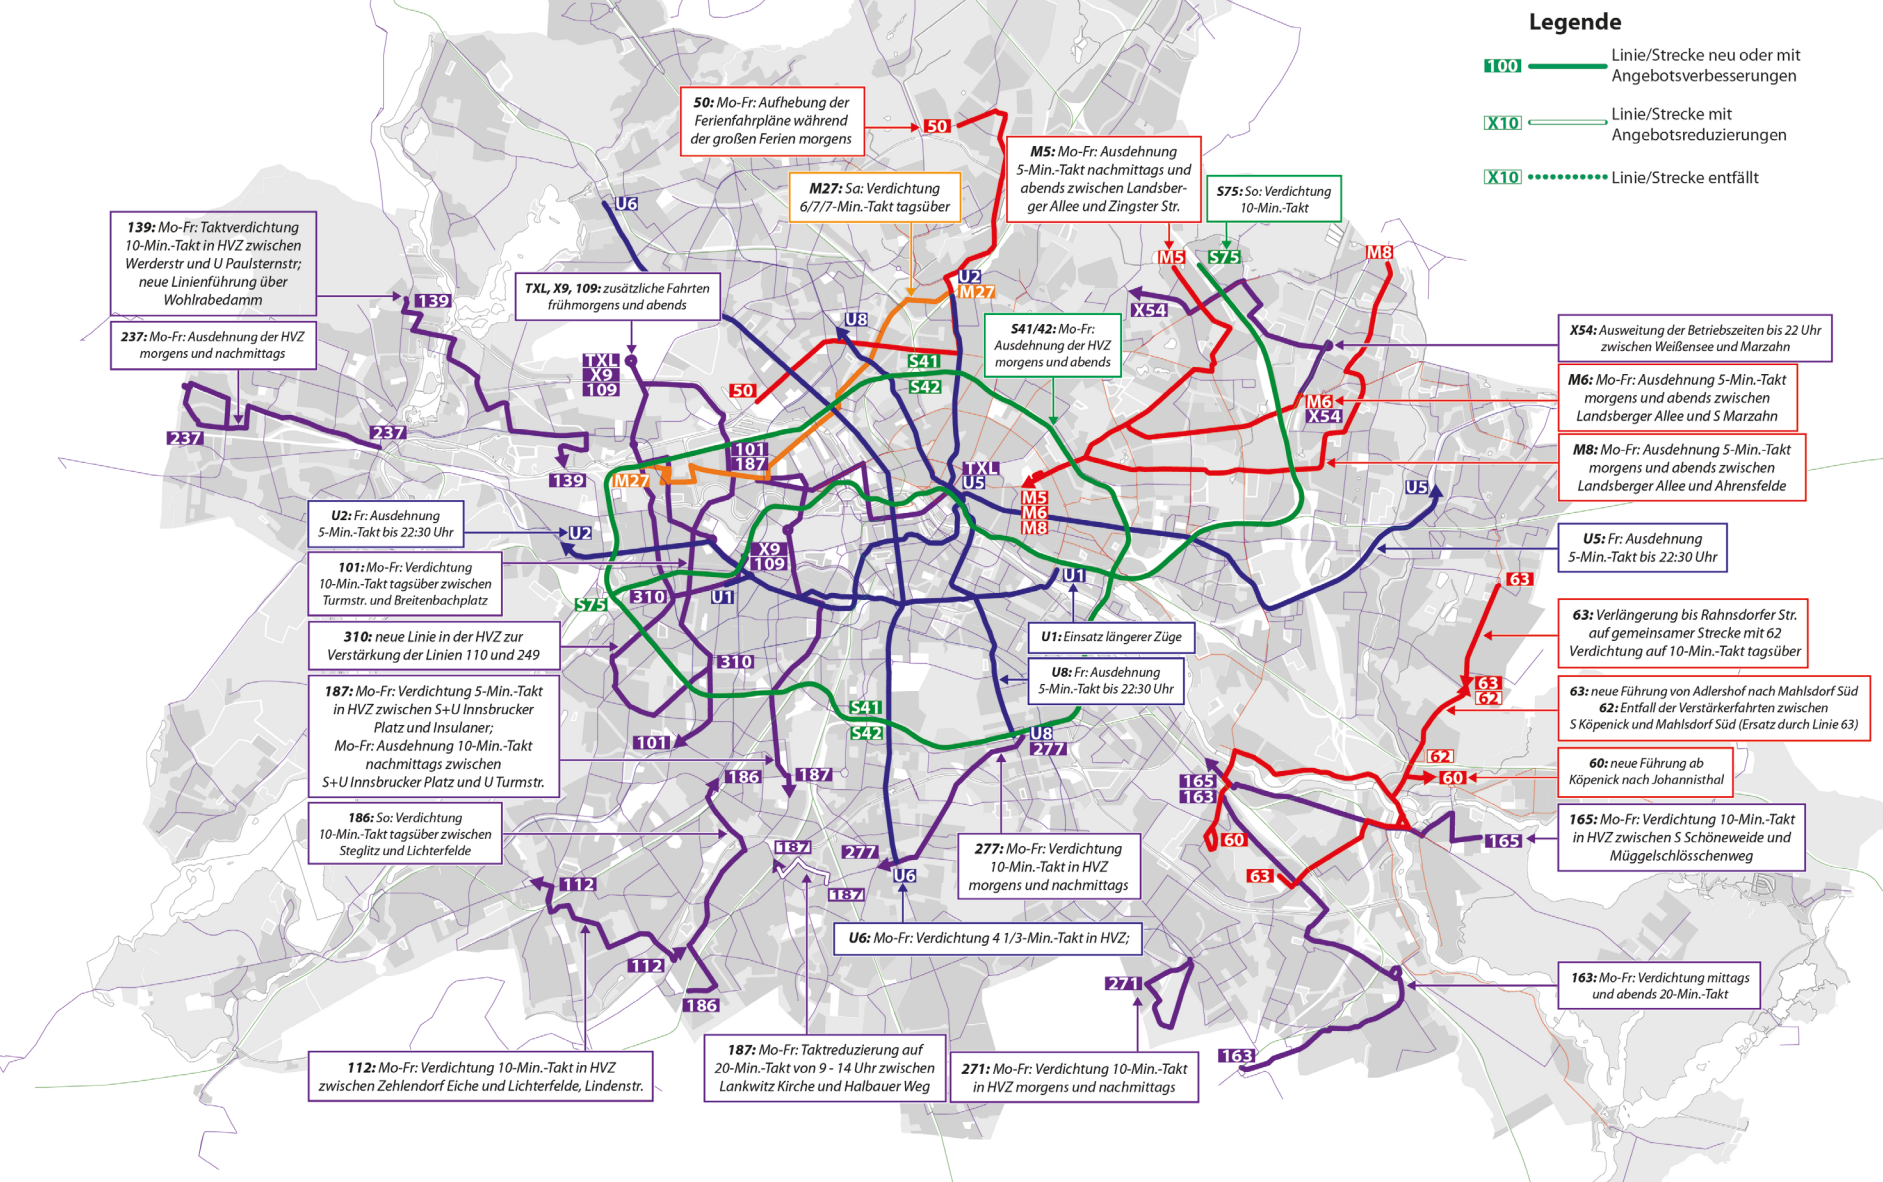 Legende
100 Linie/Strecke neu oder mit
Angebotsverbesserungen
X10 Linie/Strecke mit
Angebotsreduzierungen
X10 Linie/Strecke entfällt
50: Mo-Fr: Aufhebung der
Ferienfahrpläne während
der großen Ferien morgens
50
M5: Mo-Fr: Ausdehnung
5-Min.-Takt nachmittags und
abends zwischen Landsber-
ger Allee und Zingster Str.
M27: Sa: Verdichtung
6/7/7-Min.-Takt tagsüber
S75: So: Verdichtung
10-Min.-Takt
139: Mo-Fr: Taktverdichtung
10-Min.-Takt in HVZ zwischen
Werderstr und U Paulsternstr;
neue Linienführung über
Wohlrabedamm
U6
M5
S75
M8
TXL, X9, 109: zusätzliche Fahrten
frühmorgens und abends
U2
M27
139
X54
237: Mo-Fr: Ausdehnung der HVZ
morgens und nachmittags
U8
S41/42: Mo-Fr:
Ausdehnung der HVZ
morgens und abends
X54: Ausweitung der Betriebszeiten bis 22 Uhr
zwischen Weißensee und Marzahn
TXL
X9
109
S41
S42
50
M6
X54
M6: Mo-Fr: Ausdehnung 5-Min.-Takt
morgens und abends zwischen
Landsberger Allee und S Marzahn
237
237
101
187
139
M27
TXL
U5
M5
M6
M8
M8: Mo-Fr: Ausdehnung 5-Min.-Takt
morgens und abends zwischen
Landsberger Allee und Ahrensfelde
U5
U2: Fr: Ausdehnung
5-Min.-Takt bis 22:30 Uhr
U2
U5: Fr: Ausdehnung
5-Min.-Takt bis 22:30 Uhr
101: Mo-Fr: Verdichtung
10-Min.-Takt tagsüber zwischen
Turmstr. und Breitenbachplatz
X9
109
U1
63
S75
310
U1
310: neue Linie in der HVZ zur
Verstärkung der Linien 110 und 249
U1: Einsatz längerer Züge
63: Verlängerung bis Rahnsdorfer Str.
auf gemeinsamer Strecke mit 62
Verdichtung auf 10-Min.-Takt tagsüber
310
U8: Fr: Ausdehnung
5-Min.-Takt bis 22:30 Uhr
63
62
63: neue Führung von Adlershof nach Mahlsdorf Süd
62: Entfall der Verstärkerfahrten zwischen
S Köpenick und Mahlsdorf Süd (Ersatz durch Linie 63)
187: Mo-Fr: Verdichtung 5-Min.-Takt
in HVZ zwischen S+U Innsbrucker
Platz und Insulaner;
Mo-Fr: Ausdehnung 10-Min.-Takt
nachmittags zwischen
S+U Innsbrucker Platz und U Turmstr.
101
S41
S42
U8
277
62
60
60: neue Führung ab
Köpenick nach Johannisthal
186
187
165
163
186: So: Verdichtung
10-Min.-Takt tagsüber zwischen
Steglitz und Lichterfelde
165: Mo-Fr: Verdichtung 10-Min.-Takt
in HVZ zwischen S Schöneweide und
Müggelschlösschenweg
165
60
187
277
U6
187
277: Mo-Fr: Verdichtung
10-Min.-Takt in HVZ
morgens und nachmittags
63
112
U6: Mo-Fr: Verdichtung 4 1/3-Min.-Takt in HVZ;
112
186
271
163: Mo-Fr: Verdichtung mittags
und abends 20-Min.-Takt
163
112: Mo-Fr: Verdichtung 10-Min.-Takt in HVZ
zwischen Zehlendorf Eiche und Lichterfelde, Lindenstr.
187: Mo-Fr: Taktreduzierung auf
20-Min.-Takt von 9 - 14 Uhr zwischen
Lankwitz Kirche und Halbauer Weg
271: Mo-Fr: Verdichtung 10-Min.-Takt
in HVZ morgens und nachmittags